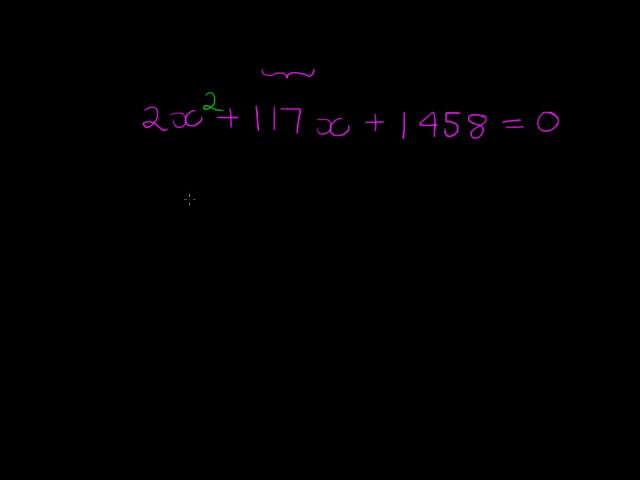 2x² + 117x + 1458 = 0